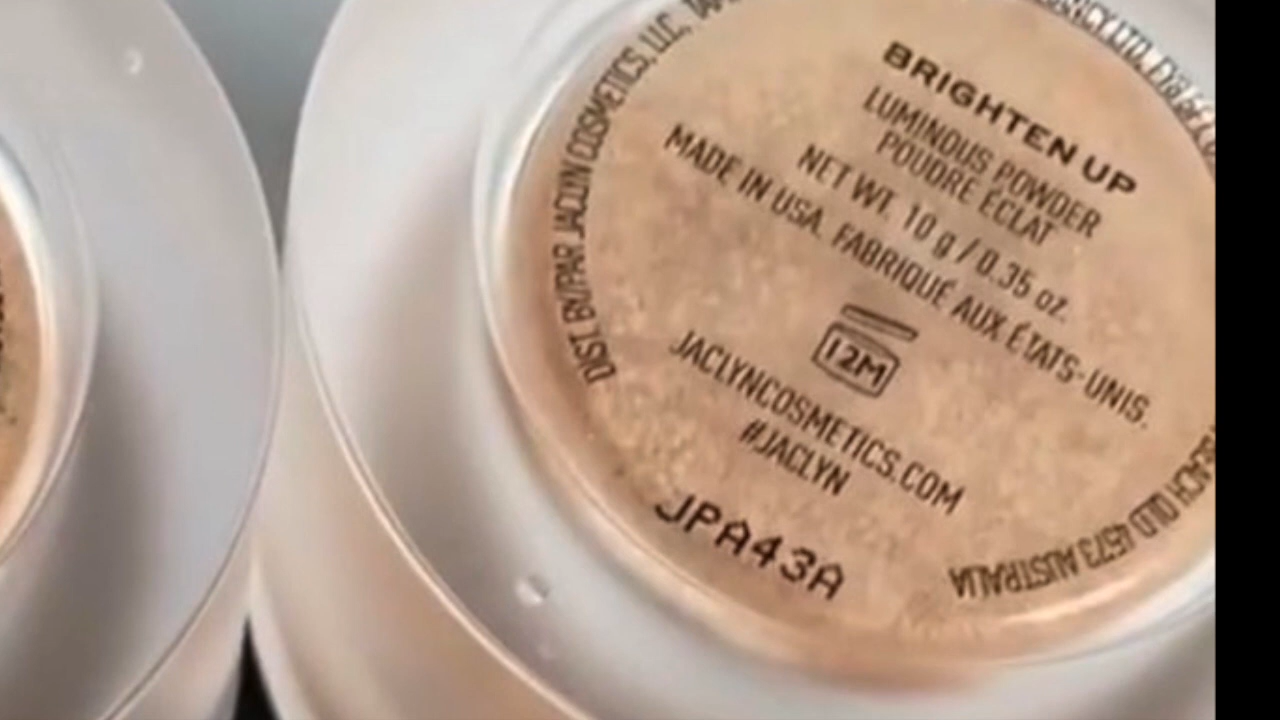 BRIGHTEN UP
LUMINOUS POWDER
POUDRE ÉCLAT
NET WT. 10 g / 0.35 oz.
MADE IN USA. FABRIQUÉ AUX ÉTATS-UNIS.
12M
JACLYNCOSMETICS.COM
#JACLYN
JPA43A
DIST. BY/PAR JACLYN COSMETICS, LLC,
BEACH QLD 4573 AUSTRALIA